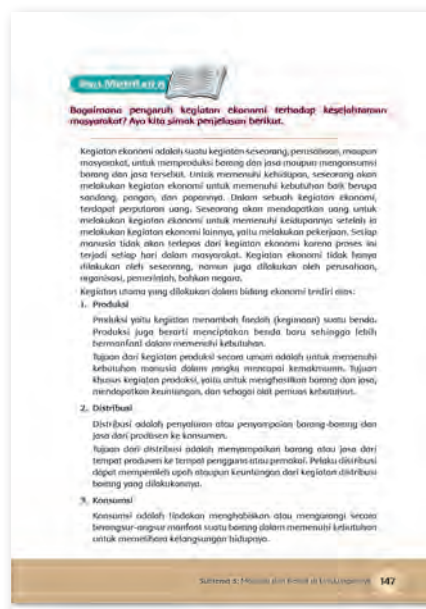 Ayo Membaca
Bagaimana pengaruh kegiatan ekonomi terhadap kesejahteraan
masyarakat? Ayo kita simak penjelasan berikut.
Kegiatan ekonomi adalah suatu kegiatan seseorang, perusahaan, maupun
masyarakat, untuk memproduksi barang dan jasa maupun mengonsumsi
barang dan jasa tersebut. Untuk memenuhi kehidupan, seseorang akan
melakukan kegiatan ekonomi untuk memenuhi kebutuhan baik berupa
sandang, pangan, dan papannya. Dalam sebuah kegiatan ekonomi,
terdapat perputaran uang. Seseorang akan mendapatkan uang untuk
melakukan kegiatan ekonomi untuk memenuhi keidupannya setelah ia
melakukan kegiatan ekonomi lainnya, yaitu melakukan pekerjaan. Setiap
manusia tidak akan terlepas dari kegiatan ekonomi karena proses ini
terjadi setiap hari dalam masyarakat. Kegiatan ekonomi tidak hanya
dilakukan oleh seseorang, namun juga dilakukan oleh perusahaan,
organisasi, pemerintah, bahkan negara.
Kegiatan utama yang dilakukan dalam bidang ekonomi terdiri atas:
1. Produksi
Produksi yaitu kegiatan menambah faedah (kegunaan) suatu benda.
Produksi juga berarti menciptakan benda baru sehingga lebih
bermanfaat dalam memenuhi kebutuhan.
Tujuan dari kegiatan produksi secara umum adalah untuk memenuhi
kebutuhan manusia dalam rangka mencapai kemakmuran. Tujuan
khusus kegiatan produksi, yaitu untuk menghasilkan barang dan jasa,
mendapatkan keuntungan, dan sebagai alat pemuas kebutuhan.
2. Distribusi
Distribusi adalah penyaluran atau penyampaian barang-barang dan
jasa dari produsen ke konsumen.
Tujuan dari distribusi adalah menyampaikan barang atau jasa dari
tempat produsen ke tempat pengguna atau pemakai. Pelaku distribusi
dapat memperoleh upah ataupun keuntungan dari kegiatan distribusi
barang yang dilakukannya.
3. Konsumsi
Konsumsi adalah tindakan menghabiskan atau mengurangi secara
berangsur-angsur manfaat suatu barang dalam memenuhi kebutuhan
untuk memelihara kelangsungan hidupnya.
Subtema 3: Manusia dan Benda di Lingkungannya 147